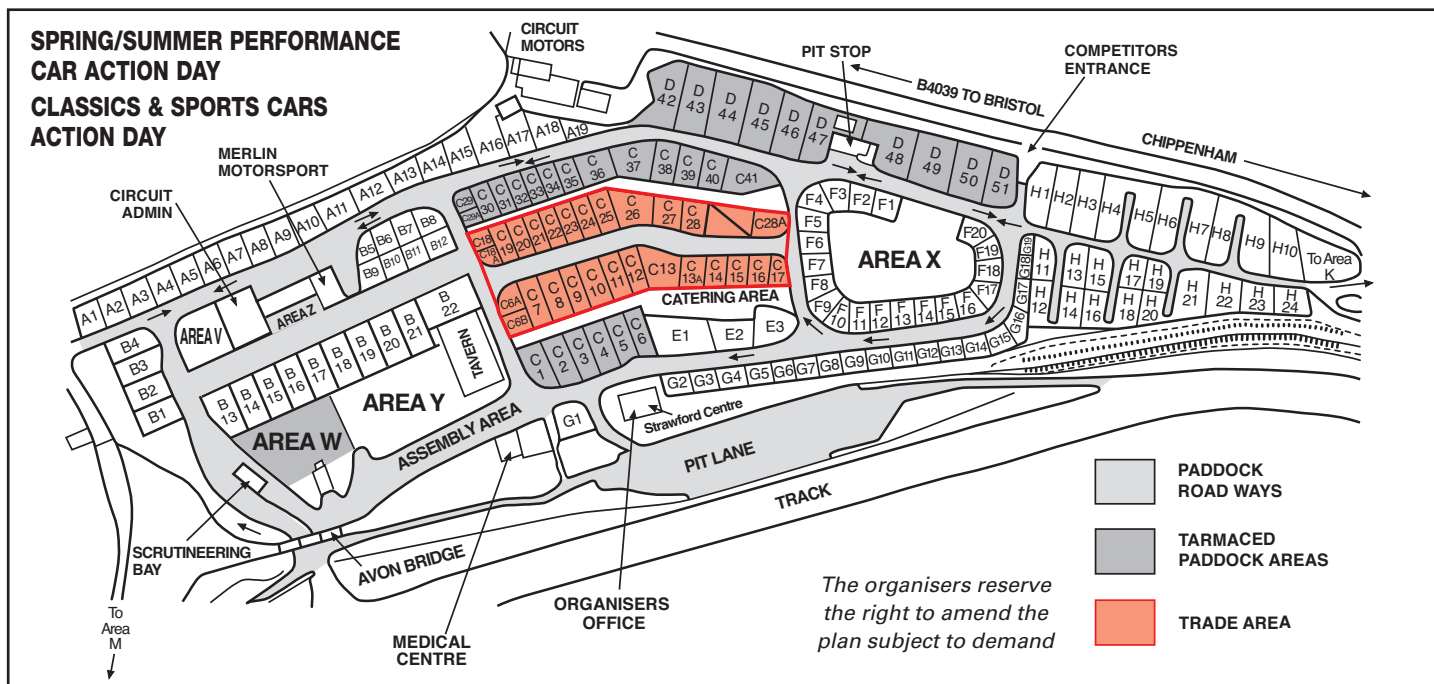 SPRING/SUMMER PERFORMANCE
CAR ACTION DAY
CLASSICS & SPORTS CARS
ACTION DAY
CIRCUIT
MOTORS
PIT STOP
COMPETITORS
ENTRANCE
B4039 TO BRISTOL
CHIPPENHAM
MERLIN
MOTORSPORT
CIRCUIT
ADMIN
A1
A2
A3
A4
A5
A6
A7
A8
A9
A10
A11
A12
A13
A14
A15
A16
A17
A18
A19
D
42
D
43
D
44
D
45
D
46
D
47
D
48
D
49
D
50
D
51
H1
H2
H3
H4
H5
H6
H7
H8
H9
H10
To Area
K
C29
C29A
C
30
C
31
C
32
C
33
C
34
C
35
C
36
C
37
C
38
C
39
C
40
C41
C18
C18
A
C
19
C
20
C
21
C
22
C
23
C
24
C
25
C
26
C
27
C
28
C28A
F4
F3
F2
F1
F5
F6
F7
F8
F9
F
10
F
11
F
12
F
13
F
14
F
15
F
16
F17
F18
F19
F20
AREA X
B5
B6
B7
B8
B9
B10
B11
B12
C6A
C6B
C
7
C
8
C
9
C
10
C
11
C
12
C13
C
13A
C
14
C
15
C
16
C
17
CATERING AREA
E1
E2
E3
G19
G18
G17
G16
G15
H
11
H
12
H
13
H
14
H
15
H
16
H
17
H
18
H
19
H
20
H
21
H
22
H
23
H
24
AREA V
AREA Z
B4
B3
B2
B1
B
13
B
14
B
15
B
16
B
17
B
18
B
19
B
20
B
21
B
22
TAVERN
C
1
C
2
C
3
C
4
C
5
C
6
G2
G3
G4
G5
G6
G7
G8
G9
G10
G11
G12
G13
G14
AREA Y
AREA W
ASSEMBLY AREA
G1
Strawford Centre
PIT LANE
TRACK
SCRUTINEERING
BAY
AVON BRIDGE
To
Area
M
MEDICAL
CENTRE
ORGANISERS
OFFICE
The organisers reserve
the right to amend the
plan subject to demand
PADDOCK
ROAD WAYS
TARMACED
PADDOCK AREAS
TRADE AREA